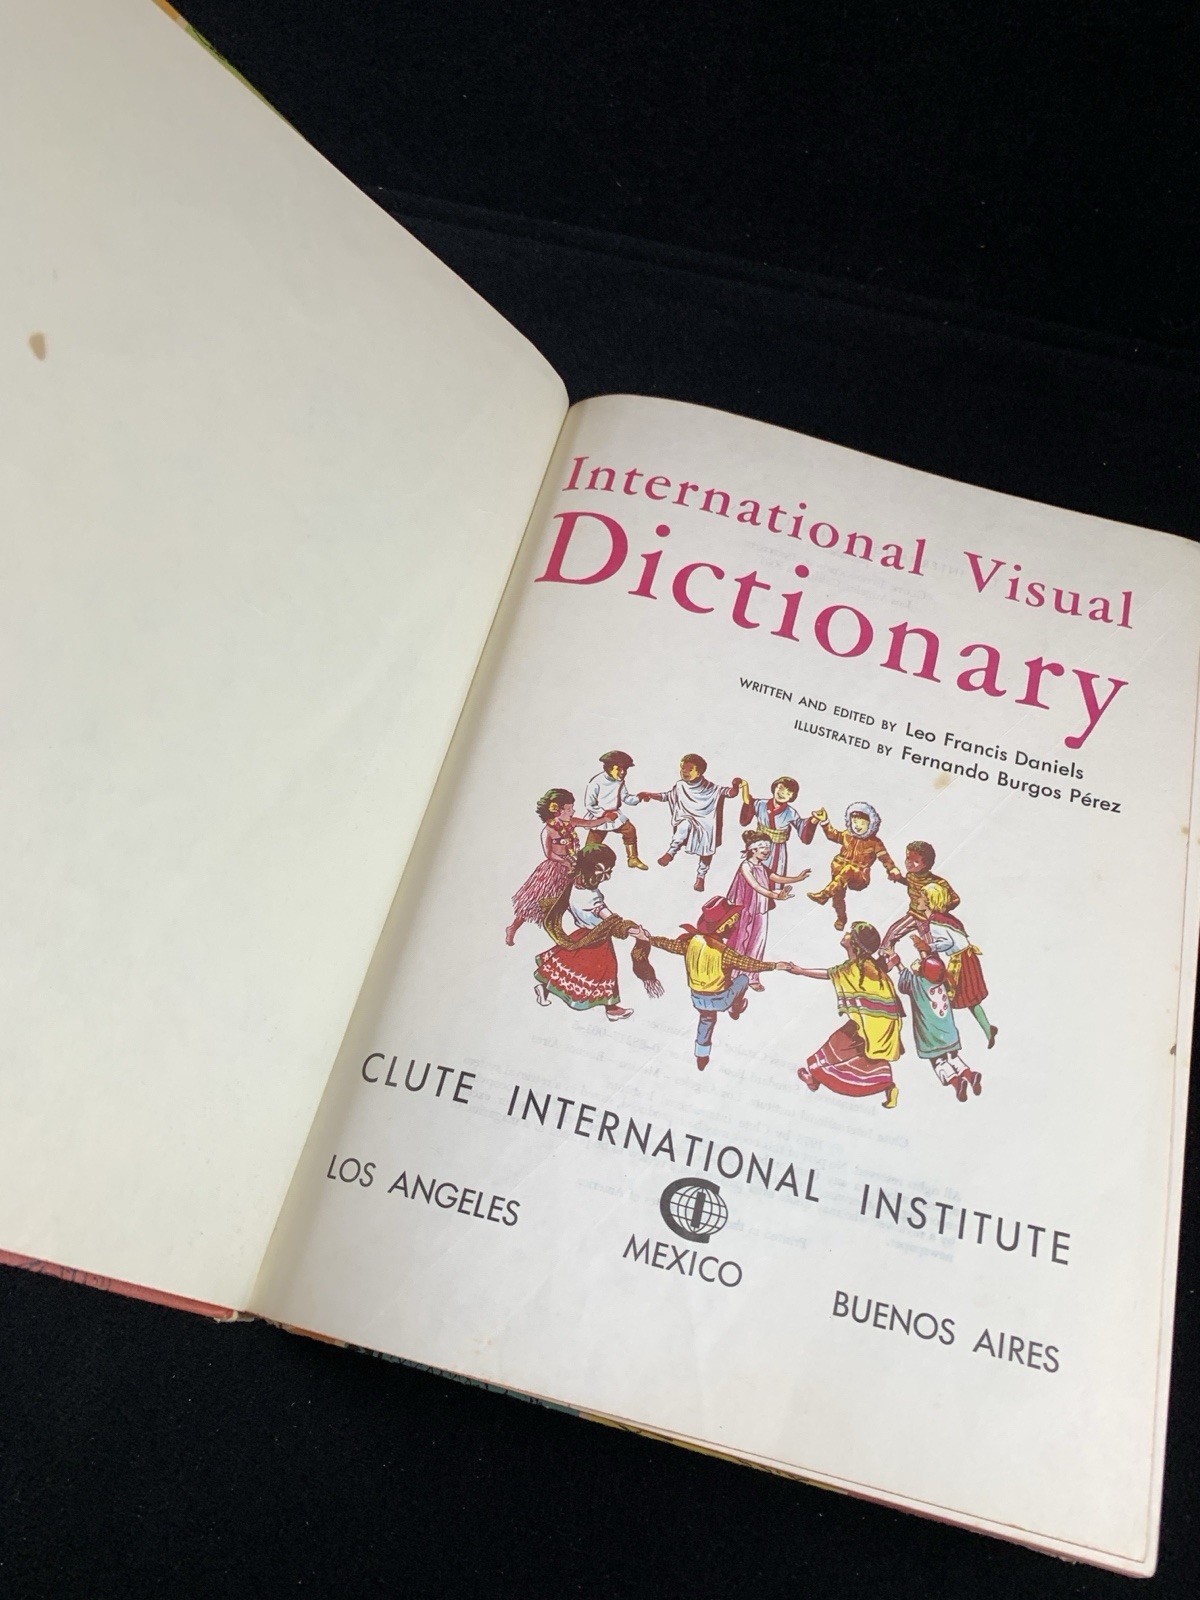 International Visual
Dictionary
WRITTEN AND EDITED BY Leo Francis Daniels
ILLUSTRATED BY Fernando Burgos Pérez
CLUTE INTERNATIONAL INSTITUTE
LOS ANGELES
MEXICO
BUENOS AIRES